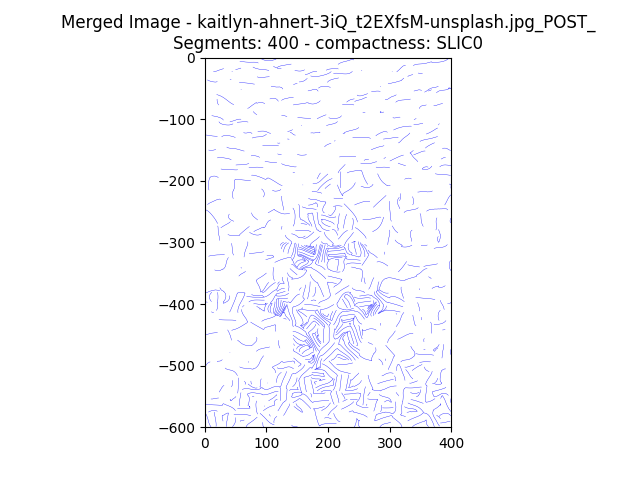 Merged Image - kaitlyn-ahnert-3iQ_t2EXfsM-unsplash.jpg_POST_
Segments: 400 - compactness: SLIC0
0
−100
−200
−300
−400
−500
−600
0 100 200 300 400